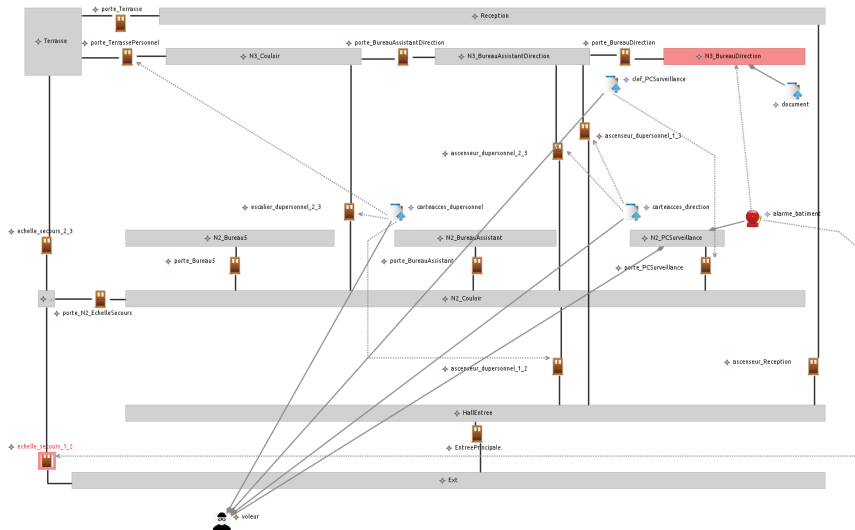 porte_Terrasse
Reception
Terrasse
porte_TerrassePersonnel
porte_BureauAssistantDirection
porte_BureauDirection
N3_Couloir
N3_BureauAssistantDirection
N3_BureauDirection
clef_PCSurveillance
document
ascenseur_dupersonnel_1_3
ascenseur_dupersonnel_2_3
escalier_dupersonnel_2_3
carteacces_dupersonnel
carteacces_direction
alarme_batiment
echelle_secours_2_3
N2_Bureau5
N2_BureauAssistant
N2_PCSurveillance
porte_Bureau5
porte_BureauAssistant
porte_PCSurveillance
...
N2_Couloir
porte_N2_EchelleSecours
ascenseur_dupersonnel_1_2
ascenseur_Reception
HallEntree
echelle_secours_1_2
EntreePrincipale
Ext
voleur